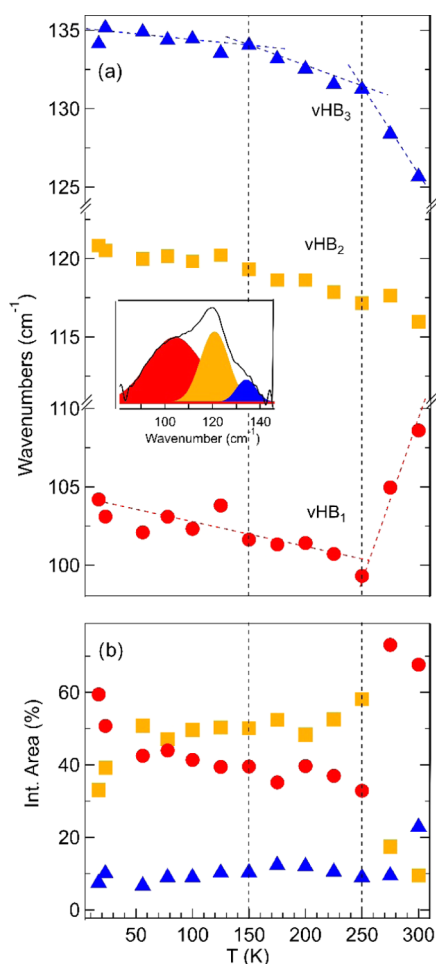 135
(a)
130
vHB3
125
vHB2
120
115
Wavenumbers (cm-1)
100 120 140
Wavenumber (cm-1)
110
105
vHB1
100
(b)
60
40
20
0
Int. Area (%)
50 100 150 200 250 300
T (K)